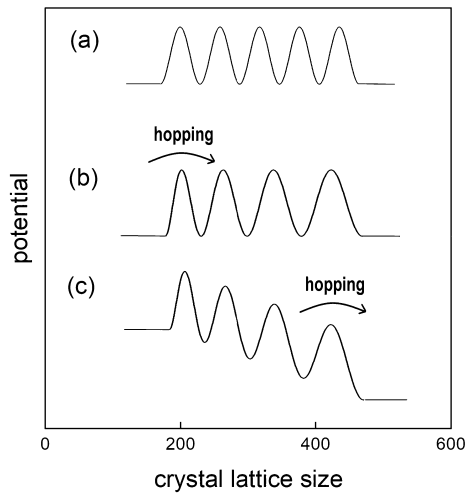 (a)
hopping
(b)
(c)
hopping
potential
0
200
400
600
crystal lattice size